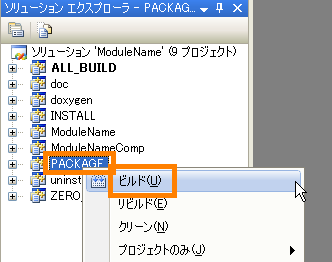 ソリューション エクスプローラ - PACKAG...
ソリューション 'ModuleName' (9 プロジェクト)
ALL_BUILD
doc
doxygen
INSTALL
ModuleName
ModuleNameComp
PACKAGE
uninst
ZERO_
ビルド(U)
リビルド(E)
クリーン(N)
プロジェクトのみ(J)